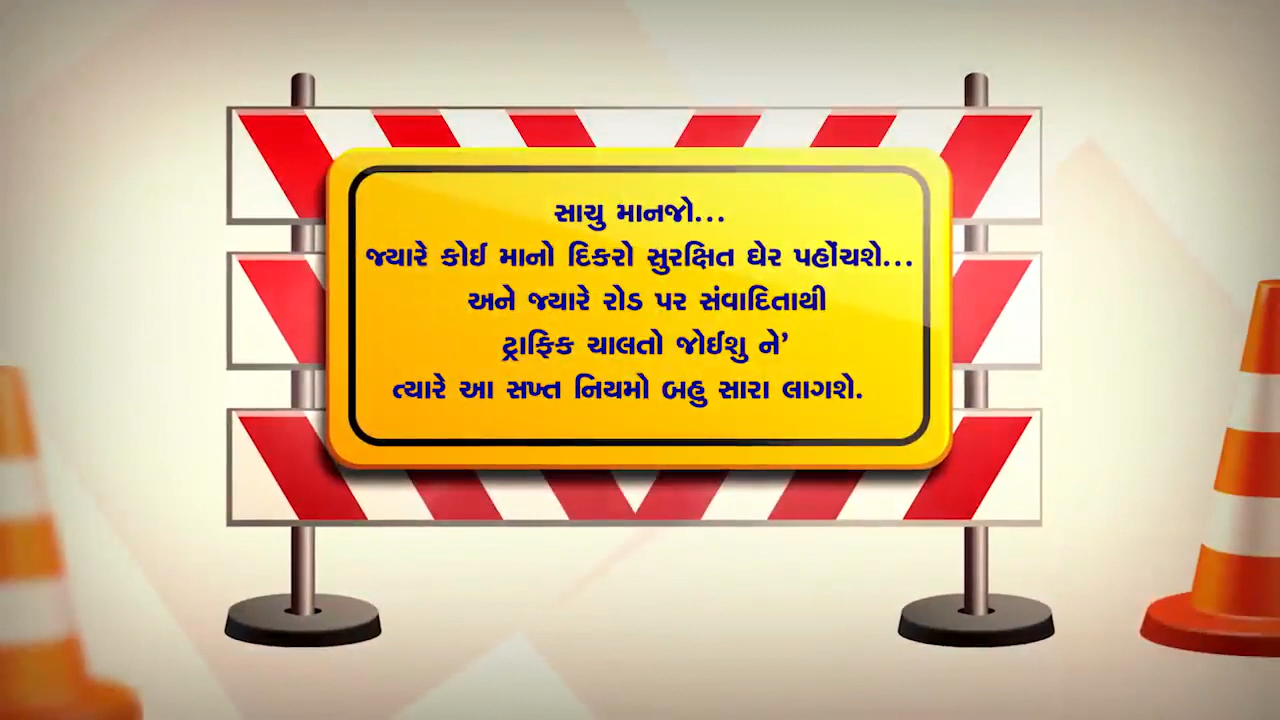 સાચુ માનજો...
જ્યારે કોઈ માનો દિકરો સુરક્ષિત ઘેર પહોંચશે...
અને જ્યારે રોડ પર સંવાદિતાથી
ટ્રાફિક ચાલતો જોઈશુ ને’
ત્યારે આ સખ્ત નિયમો બહુ સારા લાગશે.